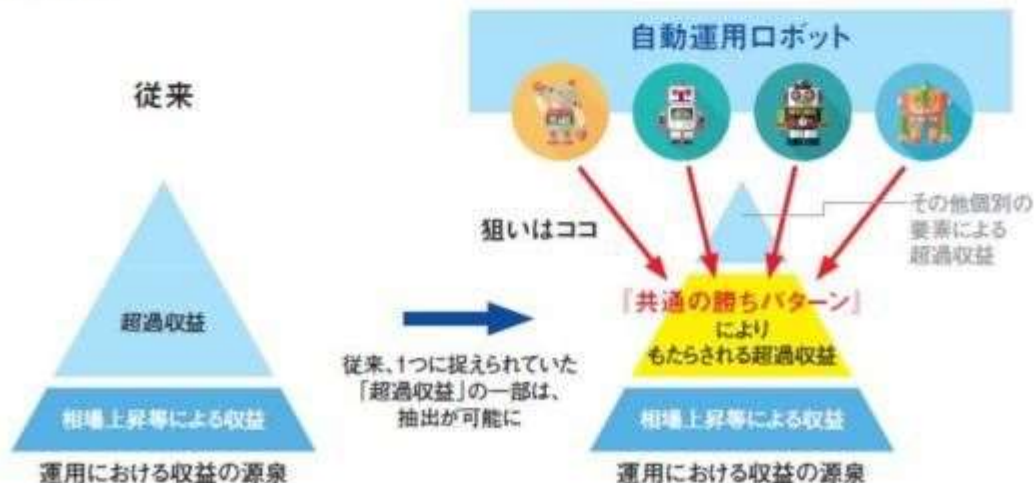 自動運用ロボット
従来
狙いはココ
その他個別の
要素による
超過収益
超過収益
『共通の勝ちパターン』
により
もたらされる超過収益
従来、1つに捉えられていた
「超過収益」の一部は、
抽出が可能に
相場上昇等による収益
相場上昇等による収益
運用における収益の源泉
運用における収益の源泉